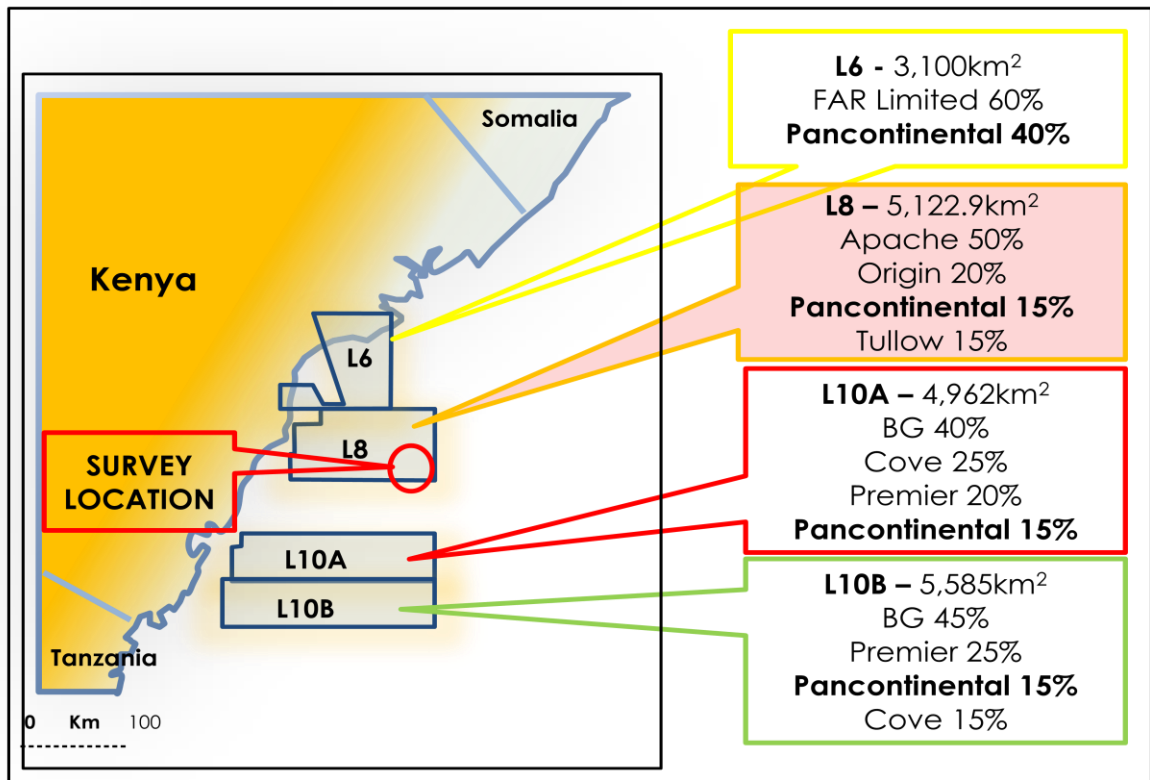 Somalia
Kenya
L6
L8
SURVEY
LOCATION
L10A
L10B
Tanzania
0 Km 100
L6 - 3,100km²
FAR Limited 60%
Pancontinental 40%
L8 – 5,122.9km²
Apache 50%
Origin 20%
Pancontinental 15%
Tullow 15%
L10A – 4,962km²
BG 40%
Cove 25%
Premier 20%
Pancontinental 15%
L10B – 5,585km²
BG 45%
Premier 25%
Pancontinental 15%
Cove 15%